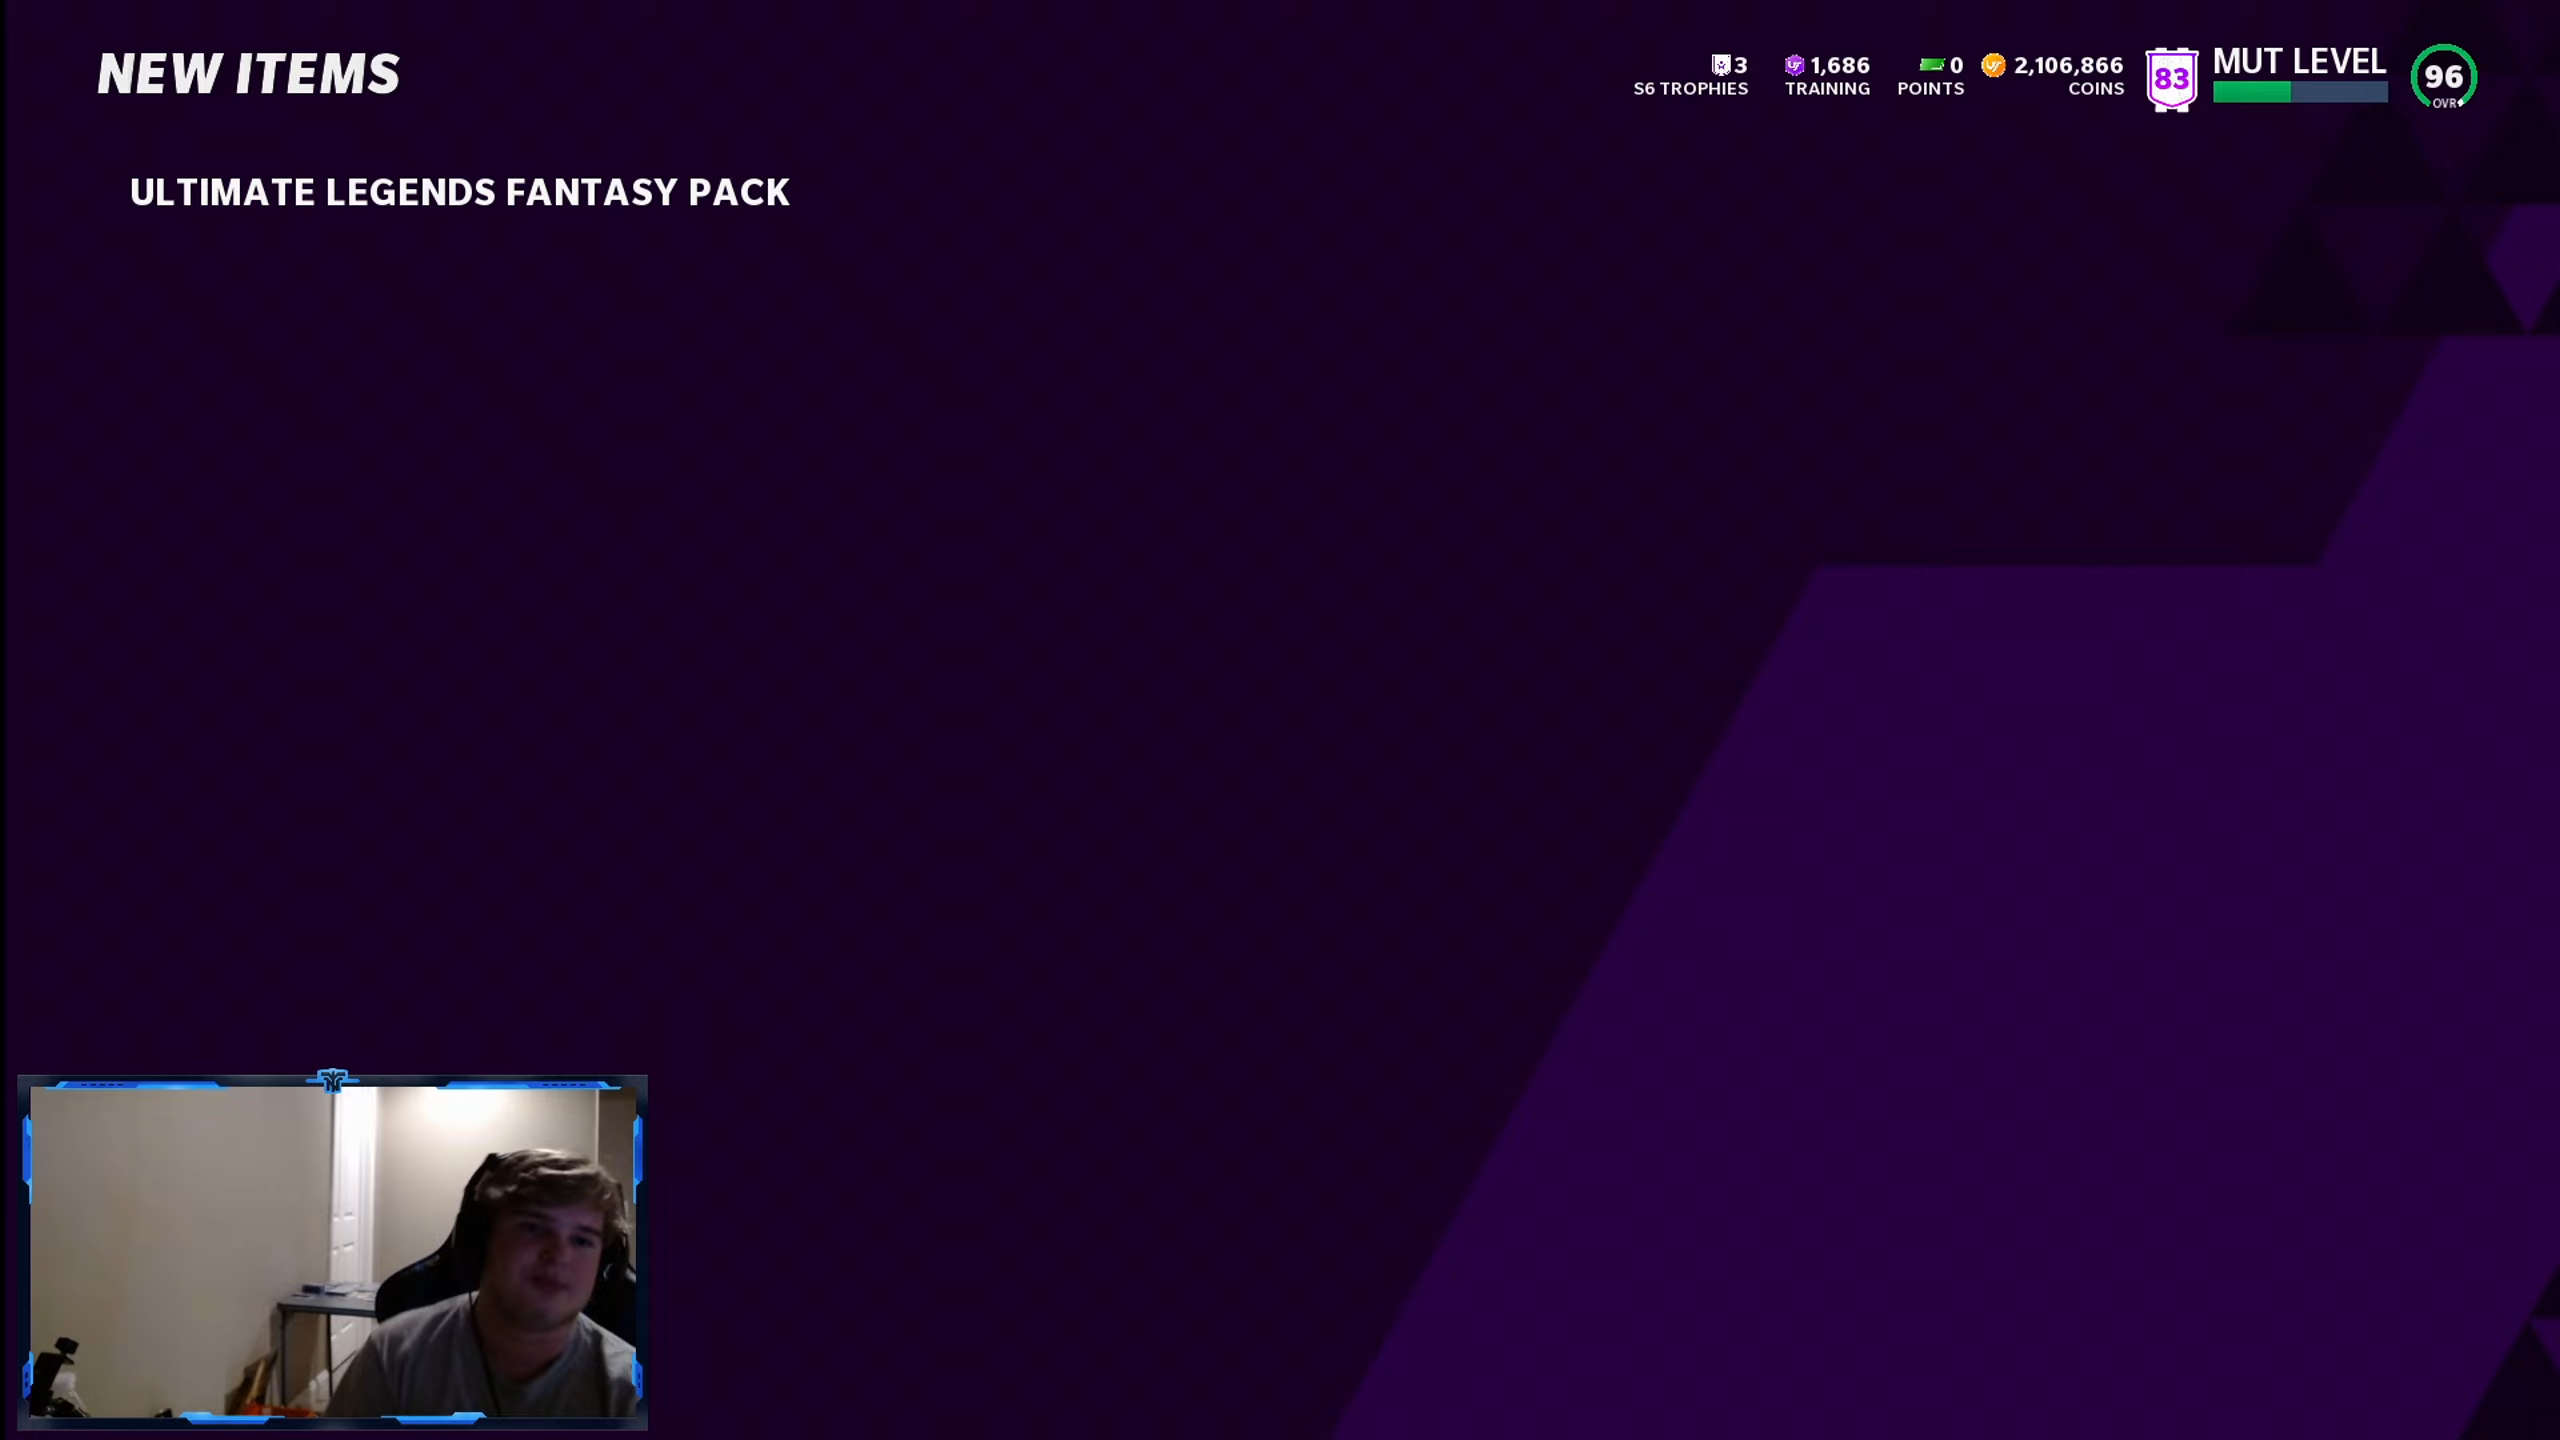 NEW ITEMS
3
S6 TROPHIES
1,686
TRAINING
0
POINTS
2,106,866
COINS
83
MUT LEVEL
96
OVR
ULTIMATE LEGENDS FANTASY PACK